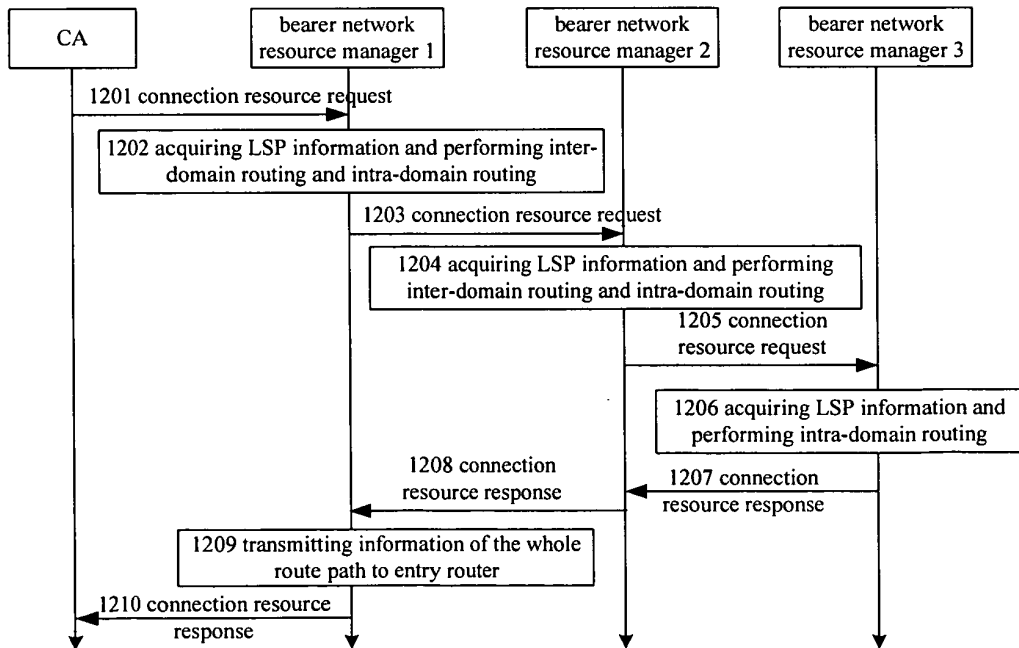 CA
bearer network
resource manager 1
bearer network
resource manager 2
bearer network
resource manager 3
1201 connection resource request
1202 acquiring LSP information and performing inter-
domain routing and intra-domain routing
1203 connection resource request
1204 acquiring LSP information and performing
inter-domain routing and intra-domain routing
1205 connection
resource request
1206 acquiring LSP information and
performing intra-domain routing
1207 connection
resource response
1208 connection
resource response
1209 transmitting information of the whole
route path to entry router
1210 connection resource
response